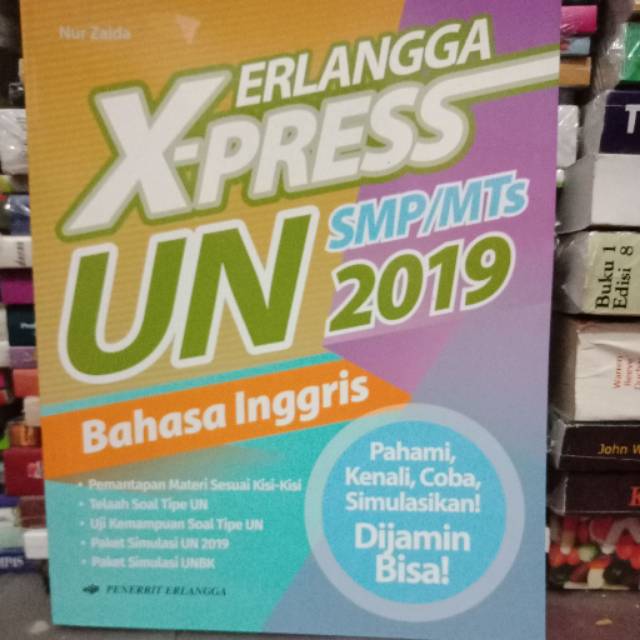 Nur Zaida
ERLANGGA
X-PRESS
UN SMP/MTs
2019
Bahasa Inggris
• Pemantapan Materi Sesuai Kisi-Kisi
• Telaah Soal Tipe UN
• Uji Kemampuan Soal Tipe UN
• Paket Simulasi UN 2019
• Paket Simulasi UNBK
Pahami,
Kenali, Coba,
Simulasikan!
Dijamin
Bisa!
PENERBIT ERLANGGA
Buku 1
Edisi 8
Warren
John W